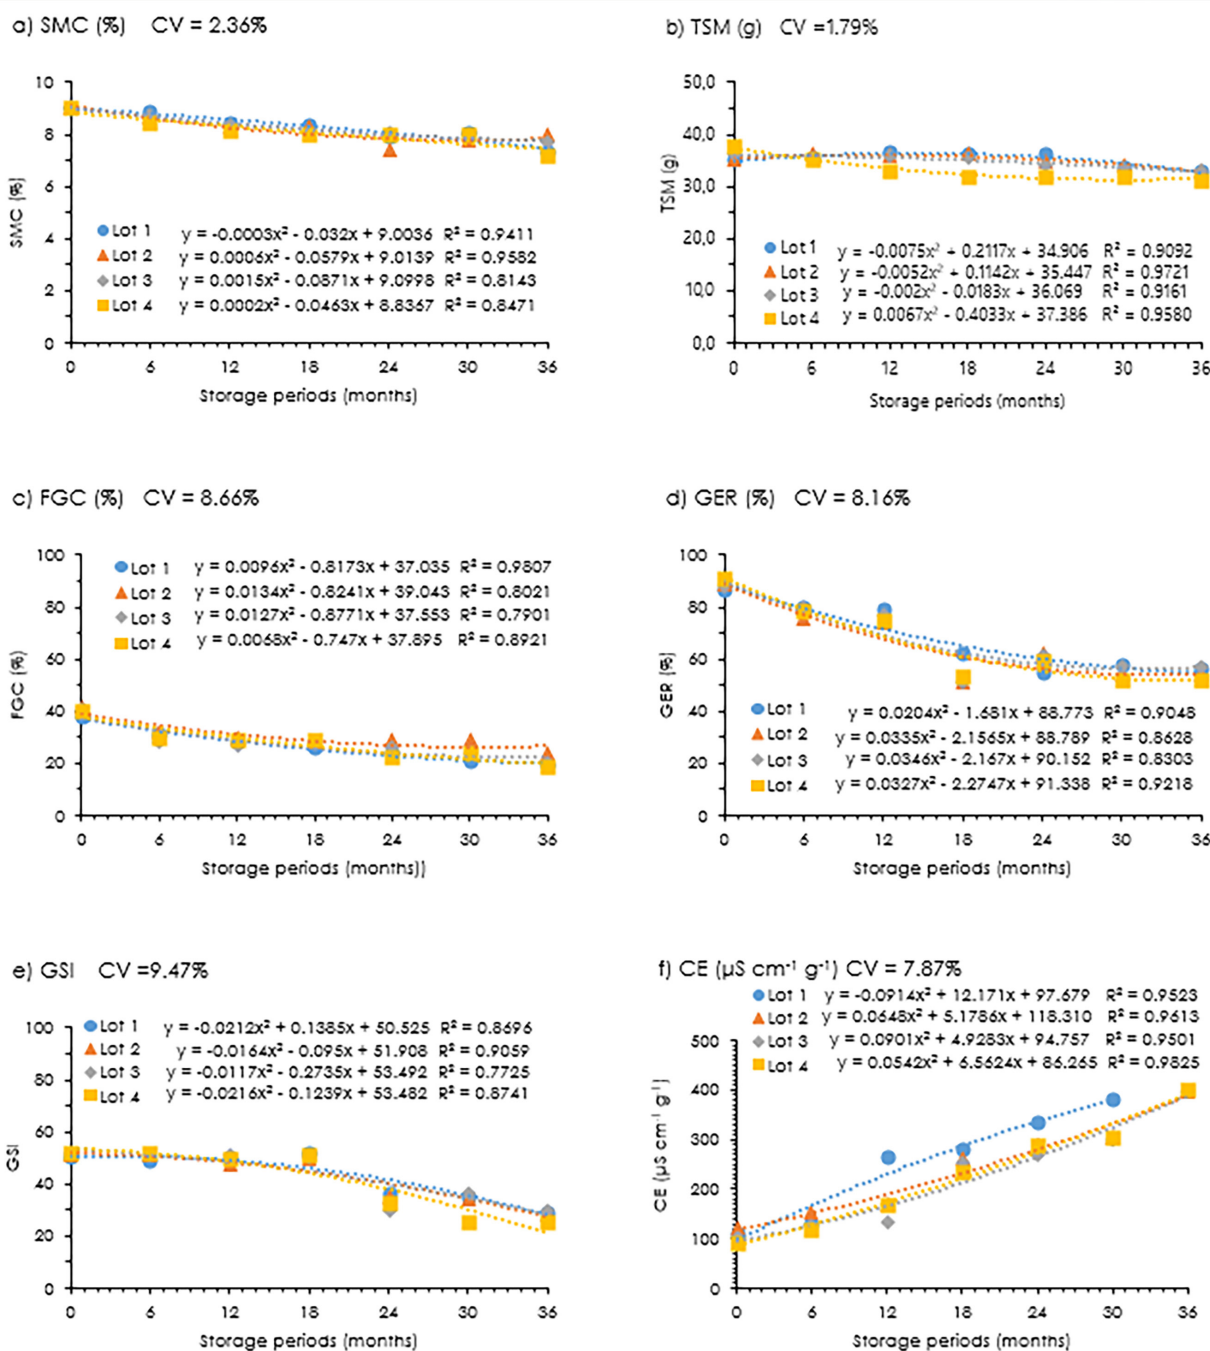 a) SMC (%) CV = 2.36%
10
8
6
4
2
0
SMC (%)
Lot 1 y = -0.0003x² - 0.032x + 9.0036 R² = 0.9411
Lot 2 y = 0.0006x² - 0.0579x + 9.0139 R² = 0.9582
Lot 3 y = 0.0015x² - 0.0871x + 9.0998 R² = 0.8143
Lot 4 y = 0.0002x² - 0.0463x + 8.8367 R² = 0.8471
0 6 12 18 24 30 36
Storage periods (months)
b) TSM (g) CV =1.79%
50,0
40,0
30,0
20,0
10,0
0,0
TSM (g)
Lot 1 y = -0.0075x² + 0.2117x + 34.906 R² = 0.9092
Lot 2 y = -0.0052x² + 0.1142x + 35.447 R² = 0.9721
Lot 3 y = -0.002x² - 0.0183x + 36.069 R² = 0.9161
Lot 4 y = 0.0067x² - 0.4033x + 37.386 R² = 0.9580
0 6 12 18 24 30 36
Storage periods (months)
c) FGC (%) CV = 8.66%
100
80
60
40
20
0
FGC (%)
Lot 1 y = 0.0096x² - 0.8173x + 37.035 R² = 0.9807
Lot 2 y = 0.0134x² - 0.8241x + 39.043 R² = 0.8021
Lot 3 y = 0.0127x² - 0.8771x + 37.553 R² = 0.7901
Lot 4 y = 0.0068x² - 0.747x + 37.895 R² = 0.8921
0 6 12 18 24 30 36
Storage periods (months))
d) GER (%) CV = 8.16%
100
80
60
40
20
0
GER (%)
Lot 1 y = 0.0204x² - 1.681x + 88.773 R² = 0.9048
Lot 2 y = 0.0335x² - 2.1565x + 88.789 R² = 0.8628
Lot 3 y = 0.0346x² - 2.167x + 90.152 R² = 0.8303
Lot 4 y = 0.0327x² - 2.2747x + 91.338 R² = 0.9218
0 6 12 18 24 30 36
Storage periods (months)
e) GSI CV =9.47%
100
80
60
40
20
0
GSI
Lot 1 y = -0.0212x² + 0.1385x + 50.525 R² = 0.8696
Lot 2 y = -0.0164x² - 0.095x + 51.908 R² = 0.9059
Lot 3 y = -0.0117x² - 0.2735x + 53.492 R² = 0.7725
Lot 4 y = -0.0216x² - 0.1239x + 53.482 R² = 0.8741
0 6 12 18 24 30 36
Storage periods (months)
f) CE (µS cm⁻¹ g⁻¹) CV = 7.87%
Lot 1 y = -0.0914x² + 12.171x + 97.679 R² = 0.9523
Lot 2 y = 0.0648x² + 5.1786x + 118.310 R² = 0.9613
Lot 3 y = 0.0901x² + 4.9283x + 94.757 R² = 0.9501
Lot 4 y = 0.0542x² + 6.5624x + 86.265 R² = 0.9825
500
400
300
200
100
0
CE (µS cm⁻¹ g⁻¹)
0 6 12 18 24 30 36
Storage periods (months)